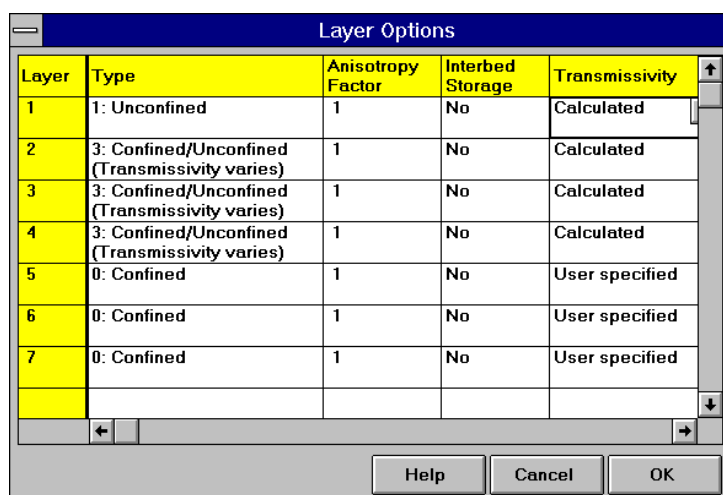 Layer Options
Layer Type Anisotropy Factor Interbed Storage Transmissivity
1 1: Unconfined 1 No Calculated
2 3: Confined/Unconfined (Transmissivity varies) 1 No Calculated
3 3: Confined/Unconfined (Transmissivity varies) 1 No Calculated
4 3: Confined/Unconfined (Transmissivity varies) 1 No Calculated
5 0: Confined 1 No User specified
6 0: Confined 1 No User specified
7 0: Confined 1 No User specified
Help Cancel OK